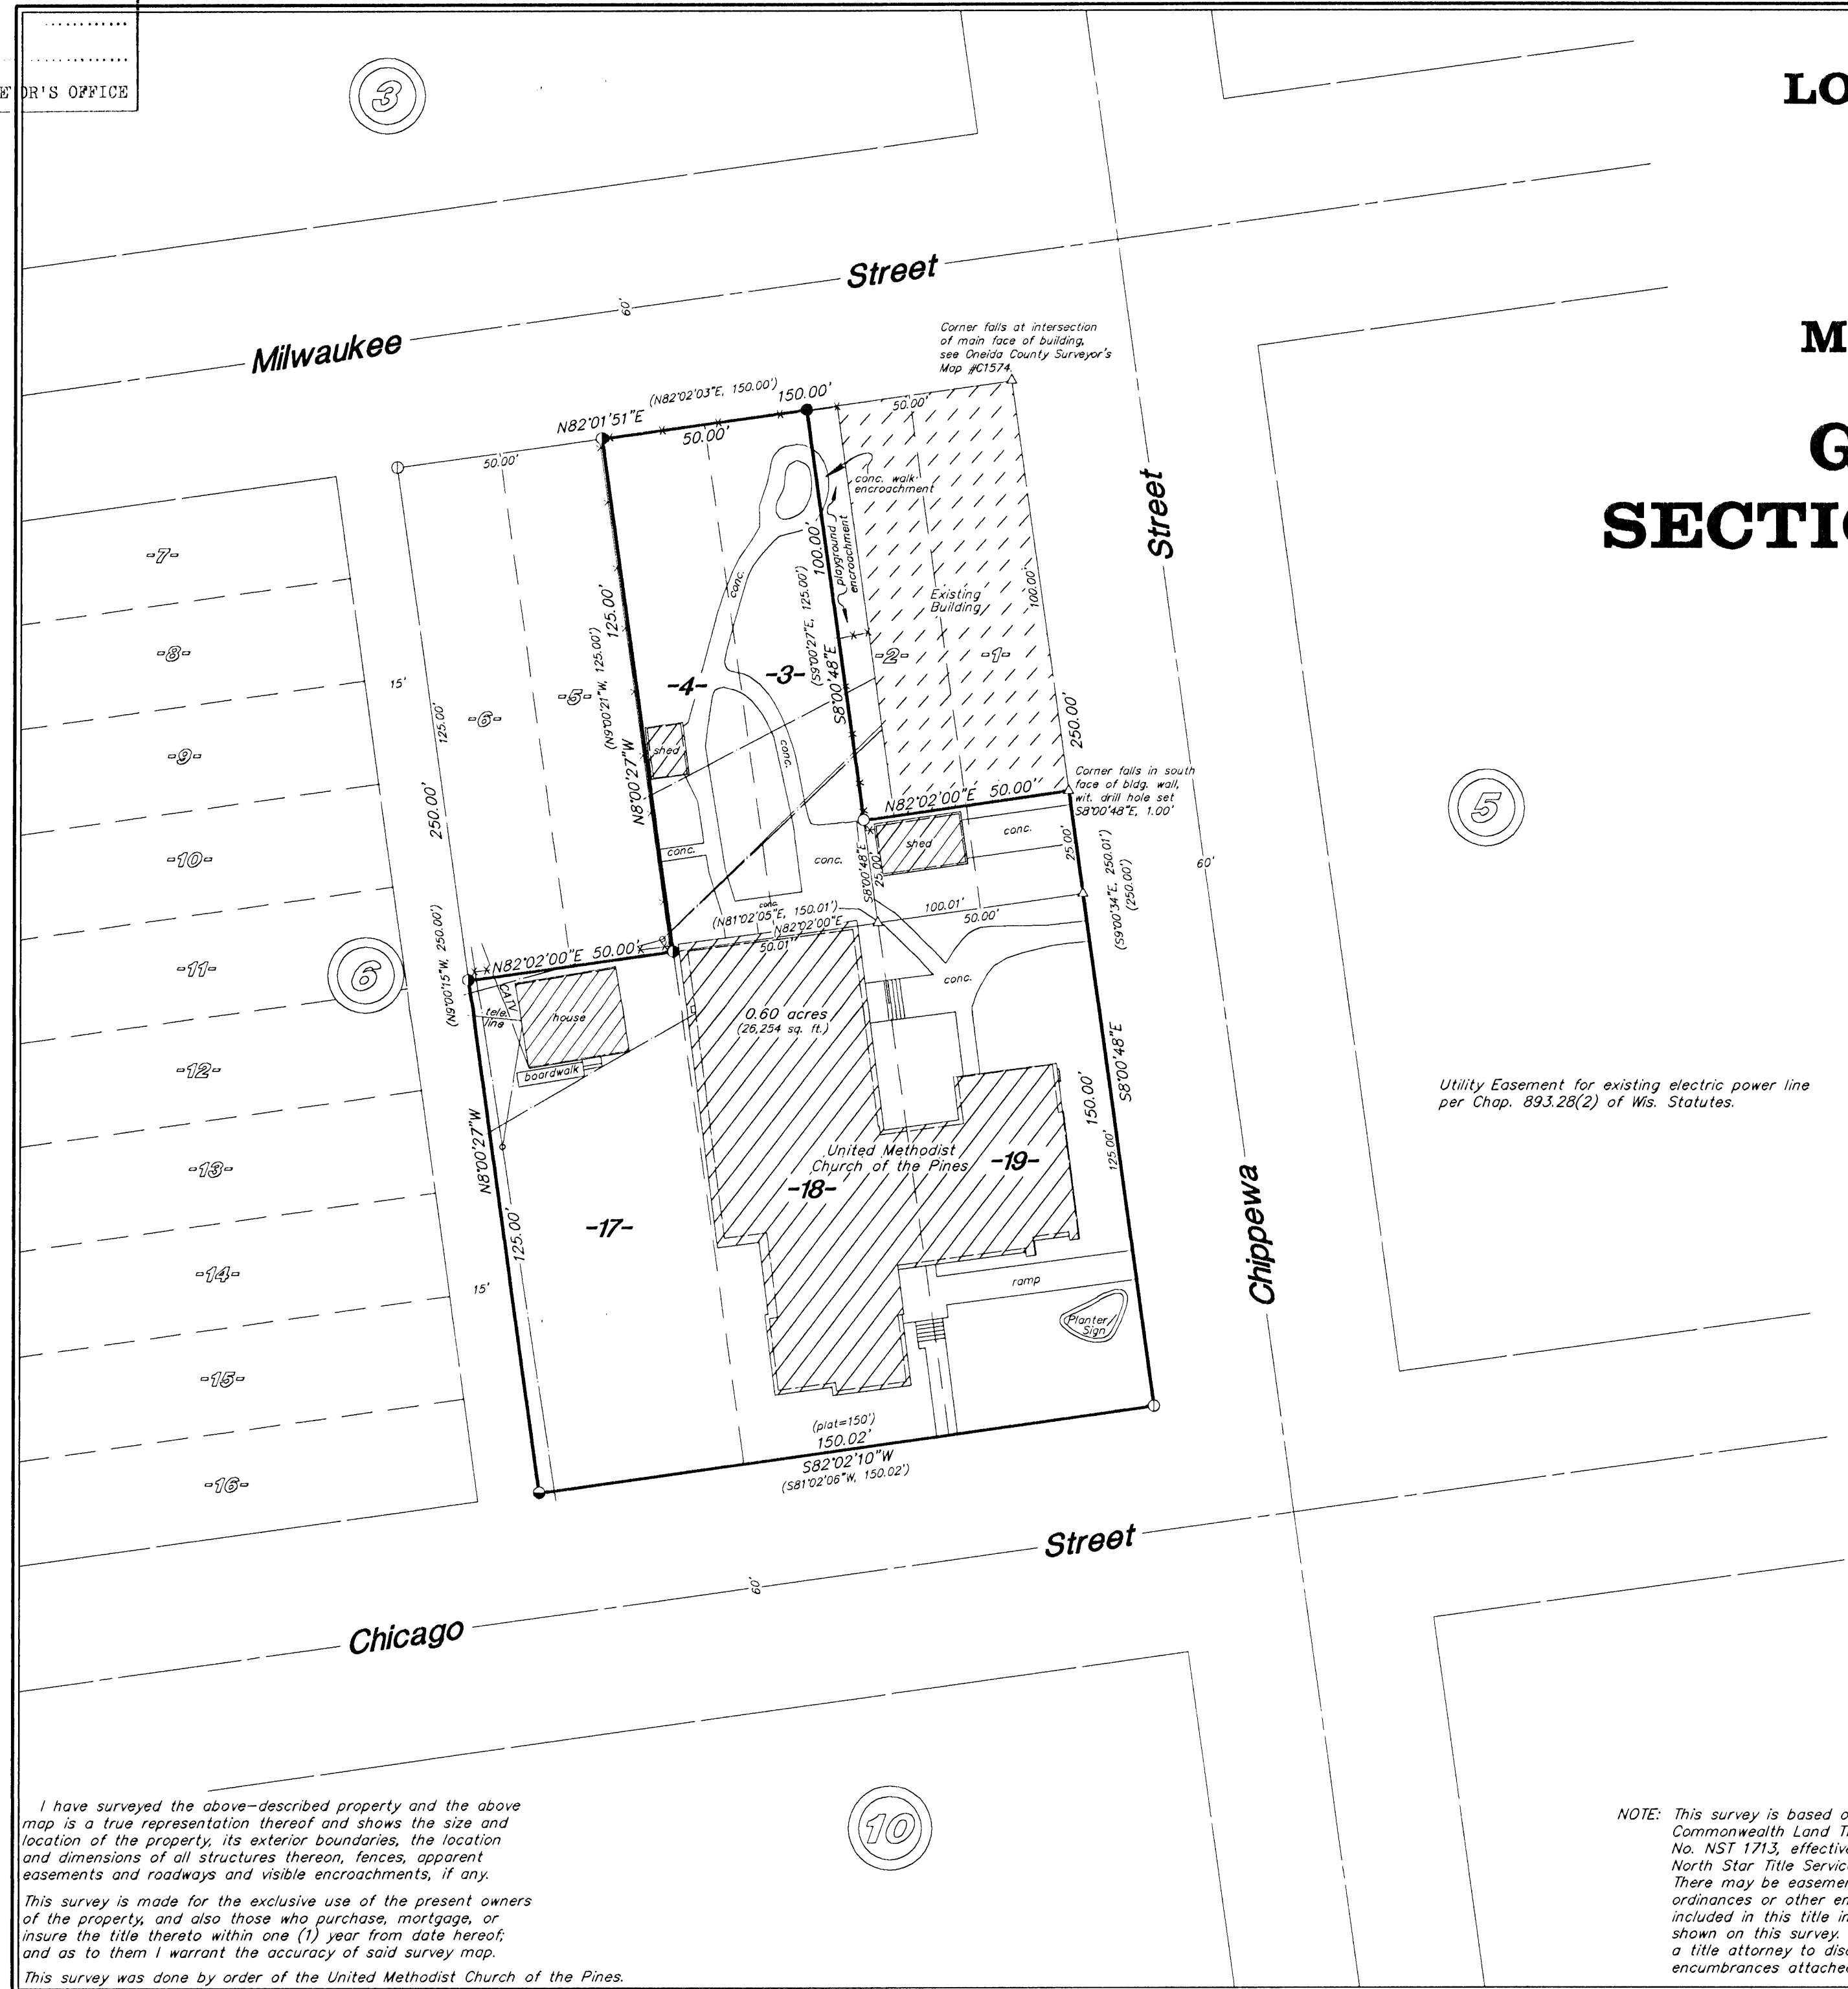 OR'S OFFICE
3
LO
M
G
SECTIO
Milwaukee
Street
60'
Corner falls at intersection
of main face of building,
see Oneida County Surveyor's
Map #C1574.
(N82°02'03"E, 150.00')
150.00'
N82°01'51"E
50.00'
50.00'
50.00'
conc. walk
encroachment
playground
encroachment
conc.
100.00'
(S9°00'27"E, 125.00')
S8°00'48"E
Existing
Building
100.00'
Street
-7-
-8-
-9-
-10-
-11-
-12-
-13-
-14-
-15-
-16-
15'
125.00'
250.00'
(N9°00'15"W, 250.00')
-6-
-5-
-4-
-3-
-2-
-1-
125.00'
(N9°00'21"W, 125.00')
N8°00'27"W
shed
conc.
250.00'
Corner falls in south
face of bldg. wall,
wit. drill hole set
S8°00'48"E, 1.00'
N82°02'00"E 50.00'
shed
conc.
conc.
conc.
S8°00'48"E
25.00'
25.00'
(S9°00'34"E, 250.01')
(250.00')
60'
5
conc.
(N81°02'05"E, 150.01')
N82°02'00"E
50.01'
100.01'
50.00'
6
N82°02'00"E 50.00'
CATV
tele.
line
house
boardwalk
0.60 acres
(26,254 sq. ft.)
conc.
S8°00'48"E
150.00'
125.00'
Utility Easement for existing electric power line
per Chap. 893.28(2) of Wis. Statutes.
N8°00'27"W
125.00'
15'
-17-
United Methodist
Church of the Pines
-18-
-19-
Chippewa
ramp
Planter/
Sign
(plat=150')
150.02'
S82°02'10"W
(S81°02'06"W, 150.02')
Chicago
Street
60'
10
I have surveyed the above-described property and the above
map is a true representation thereof and shows the size and
location of the property, its exterior boundaries, the location
and dimensions of all structures thereon, fences, apparent
easements and roadways and visible encroachments, if any.
This survey is made for the exclusive use of the present owners
of the property, and also those who purchase, mortgage, or
insure the title thereto within one (1) year from date hereof;
and as to them I warrant the accuracy of said survey map.
This survey was done by order of the United Methodist Church of the Pines.
NOTE: This survey is based o
Commonwealth Land T
No. NST 1713, effective
North Star Title Servic
There may be easeme
ordinances or other en
included in this title in
shown on this survey.
a title attorney to disc
encumbrances attache